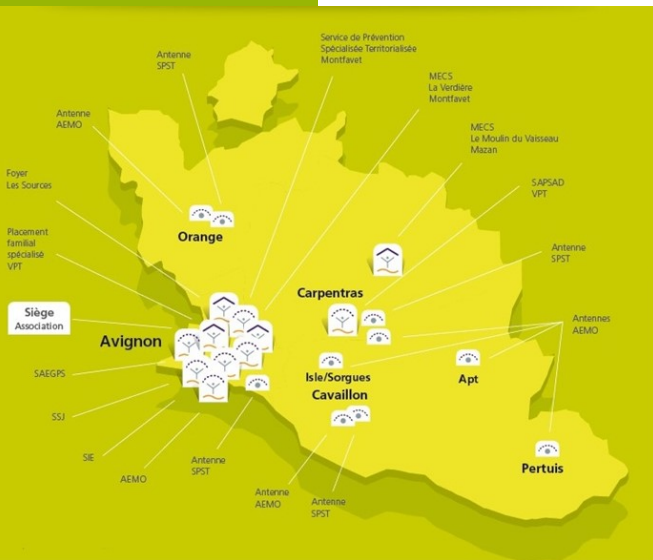 Service de Prévention
Spécialisée Territorialisée
Montfavet
Antenne
SPST
MECS
La Verdière
Montfavet
Antenne
AEMO
MECS
Le Moulin du Vaisseau
Mazan
Foyer
Les Sources
SAPSAD
VPT
Placement
familial
spécialisé
VPT
Orange
Antenne
SPST
Carpentras
Siège
Association
Antennes
AEMO
Avignon
SAEGPS
Isle/Sorgues
Apt
Cavaillon
SSJ
SIE
AEMO
Antenne
SPST
Pertuis
Antenne
AEMO
Antenne
SPST